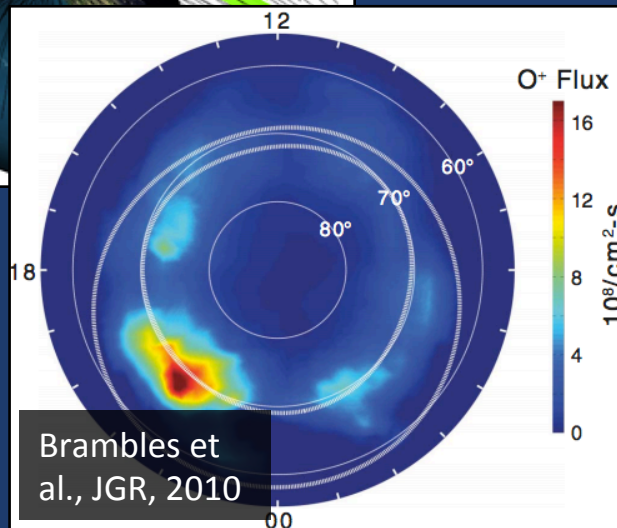 12
O⁺ Flux
16
12
8
4
0
10⁸/cm²-s
60°
70°
80°
18
Brambles et
al., JGR, 2010
00